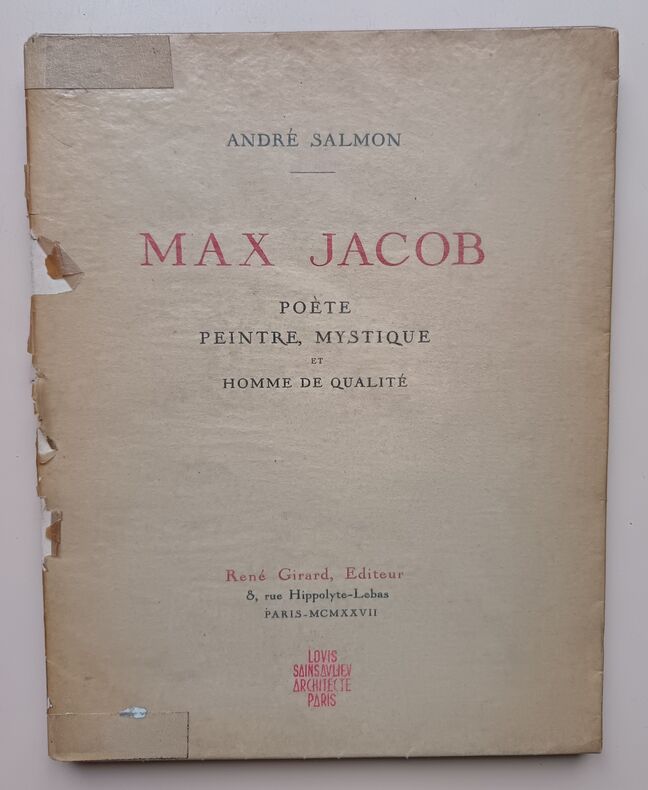 ANDRÉ SALMON
MAX JACOB
POÈTE
PEINTRE, MYSTIQUE
ET
HOMME DE QUALITÉ
René Girard, Editeur
8, rue Hippolyte-Lebas
PARIS-MCMXXVII
LOVIS
SAINSAVLIEV
ARCHITECTE
PARIS